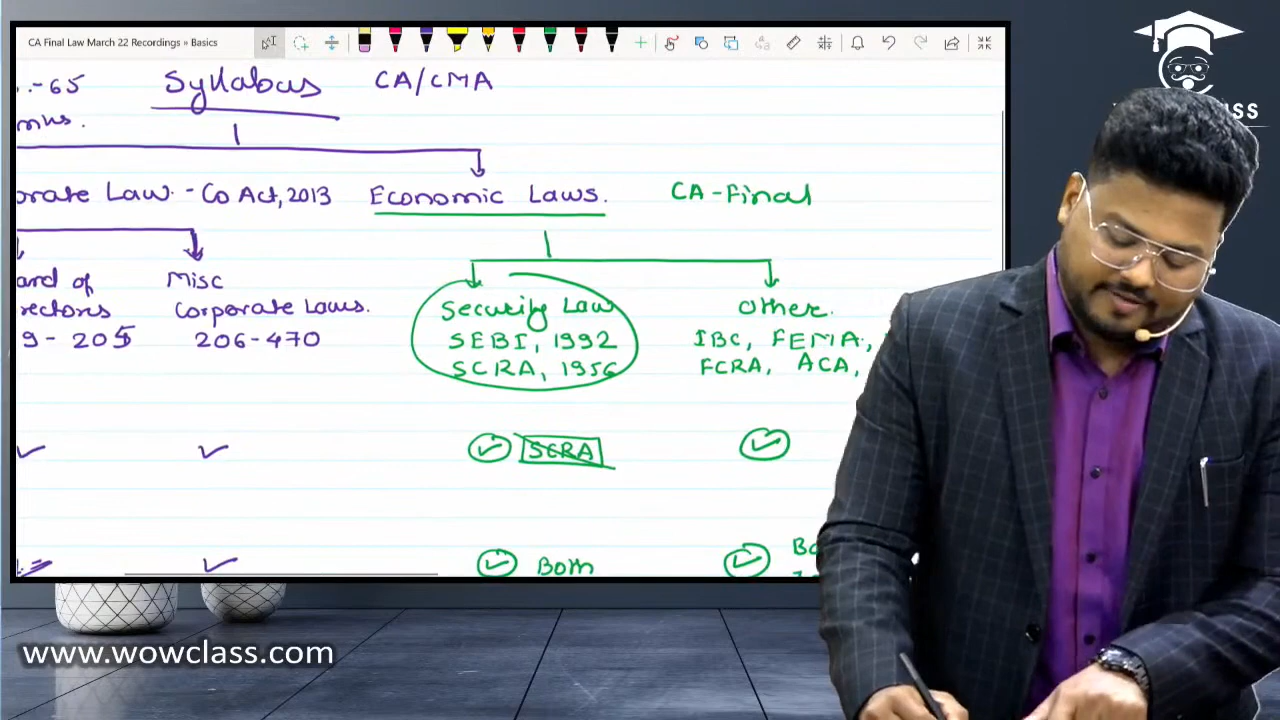 CA Final Law March 22 Recordings » Basics
SS
..-65 Syllabus CA/CMA
orate Law - Co Act, 2013 Economic Laws. CA-Final
ard of Misc
rectors Corporate Laws.
9-205 206-470
Security Law Other.
SEBI, 1992 IBC, FEMA,
SCRA, 1956 FCRA, ACA,
SCRA
Both
www.wowclass.com